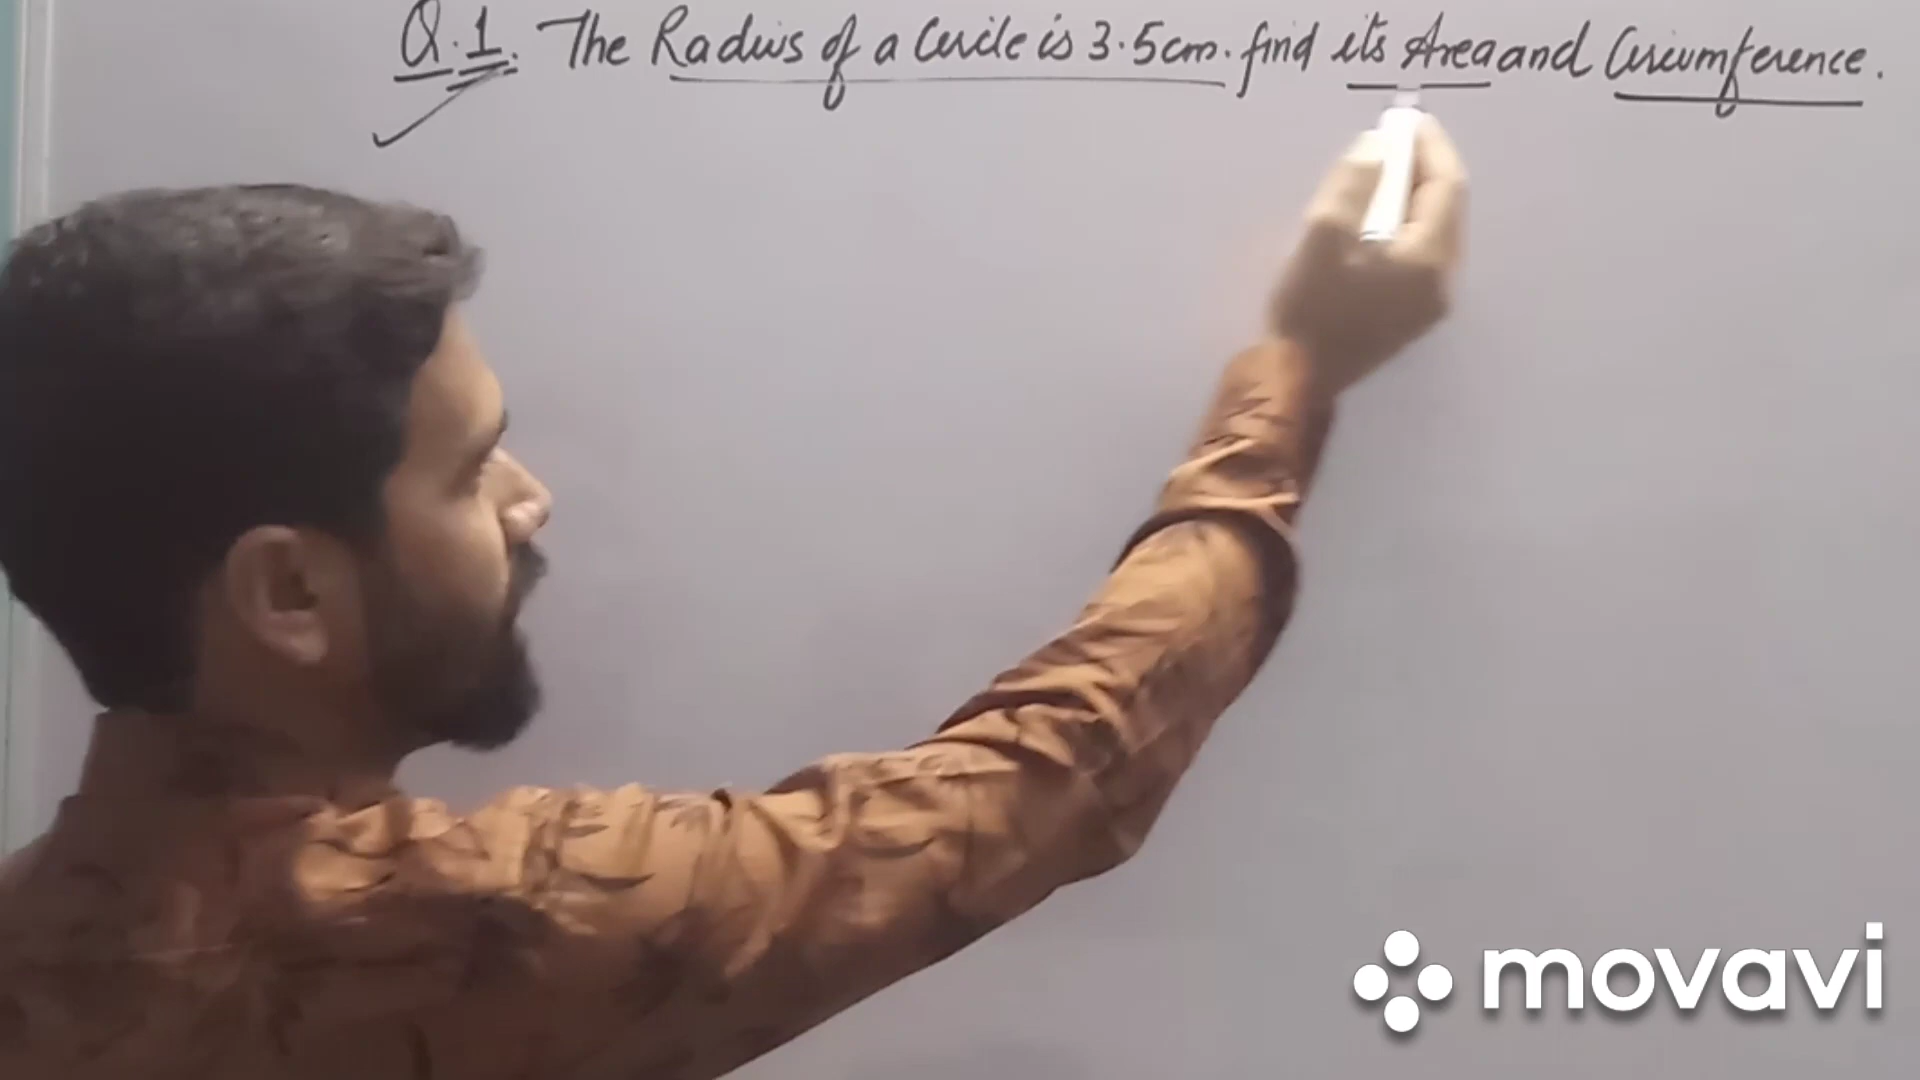 Q.1. The Radius of a Circle is 3.5cm. find its Area and Circumference.
movavi